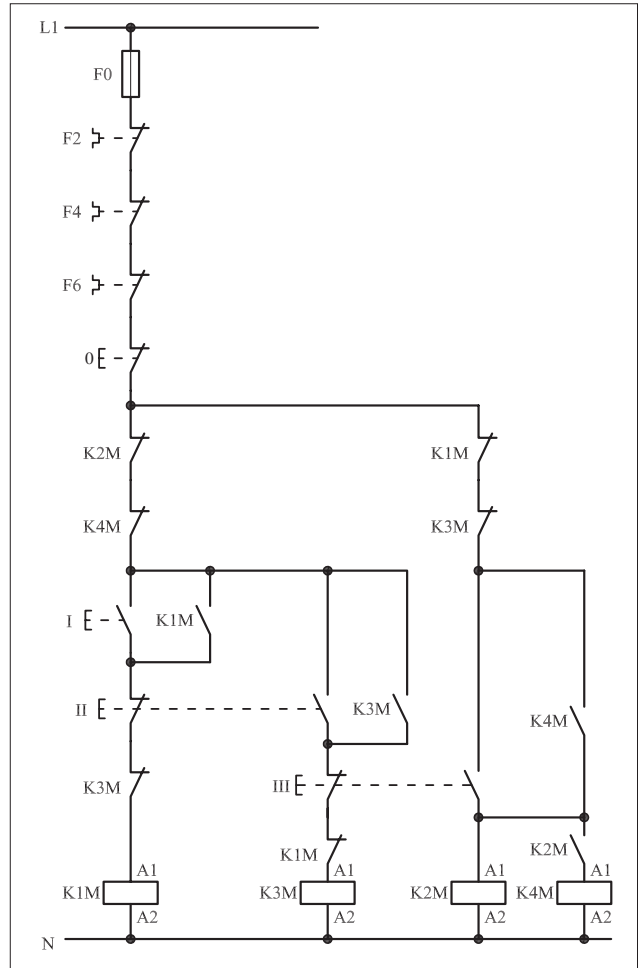 L1
F0
F2
F4
F6
0
K2M K1M
K4M K3M
I K1M
II K3M K4M
K3M III
K1M K2M
A1 A1 A1 A1
K1M K3M K2M K4M
A2 A2 A2 A2
N